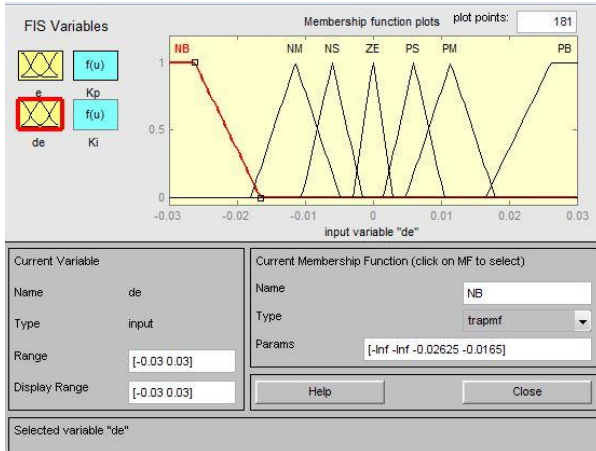 FIS Variables
Membership function plots
plot points:
181
f(u)
e
Kp
f(u)
de
Ki
NB
NM
NS
ZE
PS
PM
PB
1
0.5
0
-0.03
-0.02
-0.01
0
0.01
0.02
0.03
input variable "de"
Current Variable
Name
de
Type
input
Range
[-0.03 0.03]
Display Range
[-0.03 0.03]
Current Membership Function (click on MF to select)
Name
NB
Type
trapmf
Params
[-Inf -Inf -0.02625 -0.0165]
Help
Close
Selected variable "de"